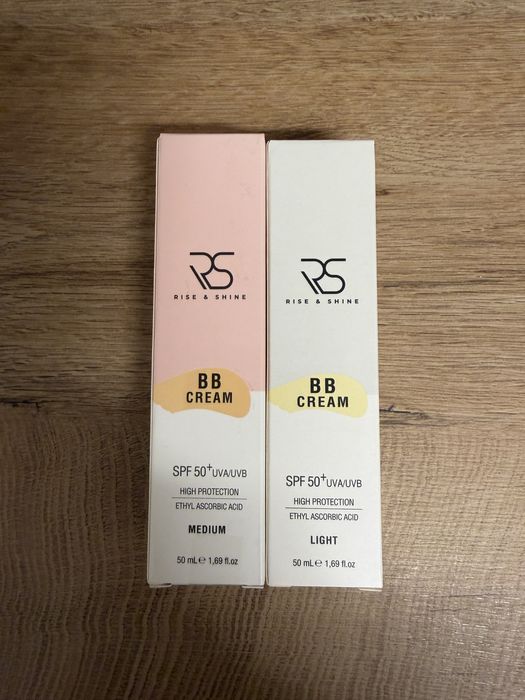 RS
RISE & SHINE
BB
CREAM
SPF 50+ UVA/UVB
HIGH PROTECTION
ETHYL ASCORBIC ACID
MEDIUM
50 mL ℮ 1,69 fl.oz
RS
RISE & SHINE
BB
CREAM
SPF 50+ UVA/UVB
HIGH PROTECTION
ETHYL ASCORBIC ACID
LIGHT
50 mL ℮ 1,69 fl.oz